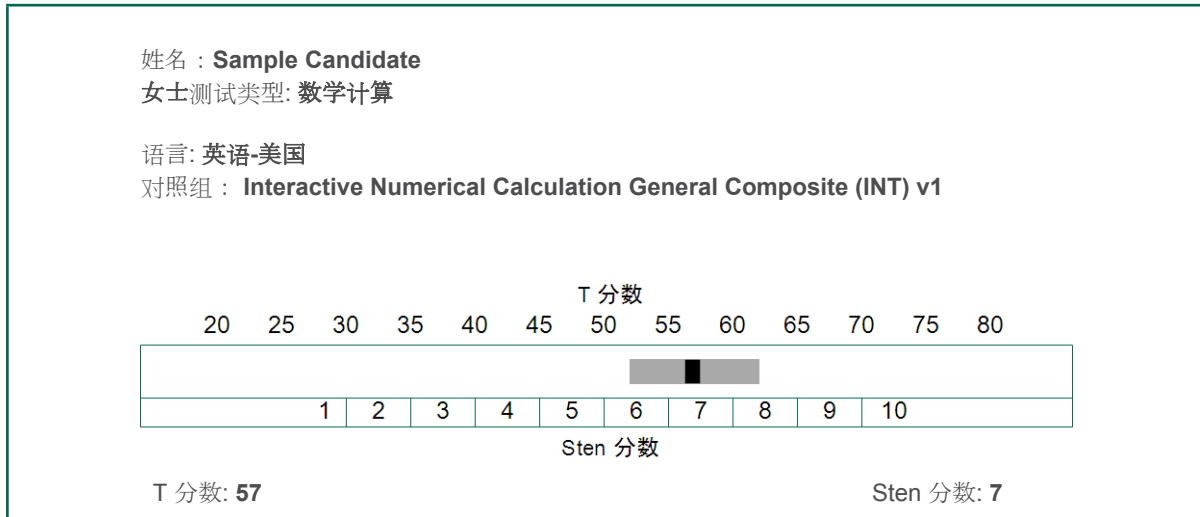 姓名：Sample Candidate
女士测试类型: 数学计算
语言: 英语-美国
对照组： Interactive Numerical Calculation General Composite (INT) v1
T 分数
20 25 30 35 40 45 50 55 60 65 70 75 80
1 2 3 4 5 6 7 8 9 10
Sten 分数
T 分数: 57 Sten 分数: 7